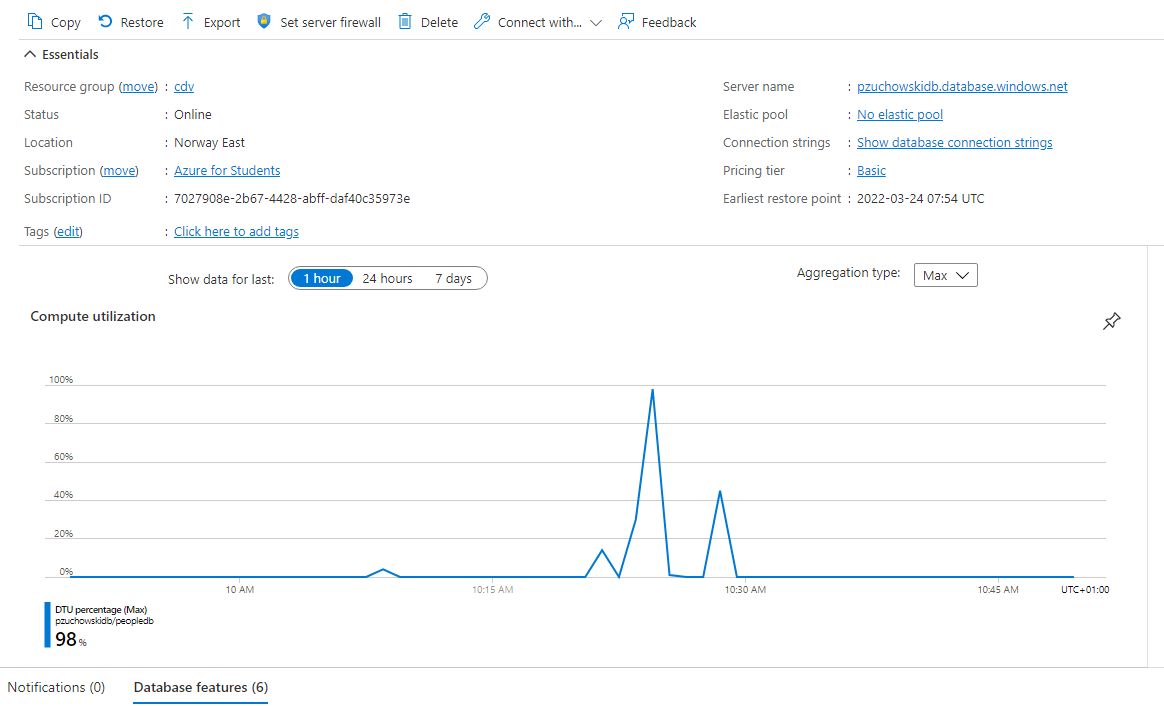 Copy Restore Export Set server firewall Delete Connect with... Feedback
Essentials
Resource group (move) : cdv
Status : Online
Location : Norway East
Subscription (move) : Azure for Students
Subscription ID : 7027908e-2b67-4428-abff-daf40c35973e
Tags (edit) : Click here to add tags
Server name : pzuchowskidb.database.windows.net
Elastic pool : No elastic pool
Connection strings : Show database connection strings
Pricing tier : Basic
Earliest restore point : 2022-03-24 07:54 UTC
Show data for last: 1 hour 24 hours 7 days
Aggregation type: Max
Compute utilization
100%
80%
60%
40%
20%
0%
10 AM 10:15 AM 10:30 AM 10:45 AM UTC+01:00
DTU percentage (Max)
pzuchowskidb/peopledb
98 %
Notifications (0) Database features (6)